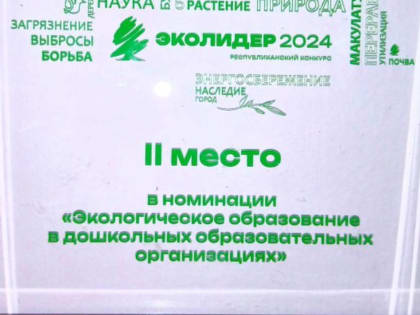 НАУКА РАСТЕНИЕ ПРИРОДА
ЗАГРЯЗНЕНИЕ
ВЫБРОСЫ
БОРЬБА
ЭКОЛИДЕР 2024
РЕСПУБЛИКАНСКИЙ КОНКУРС
УТИЛИЗАЦИЯ
ПОЧВА
ЭНЕРГОСБЕРЕЖЕНИЕ
НАСЛЕДИЕ
ГОРОД
II место
в номинации
«Экологическое образование
в дошкольных образовательных
организациях»